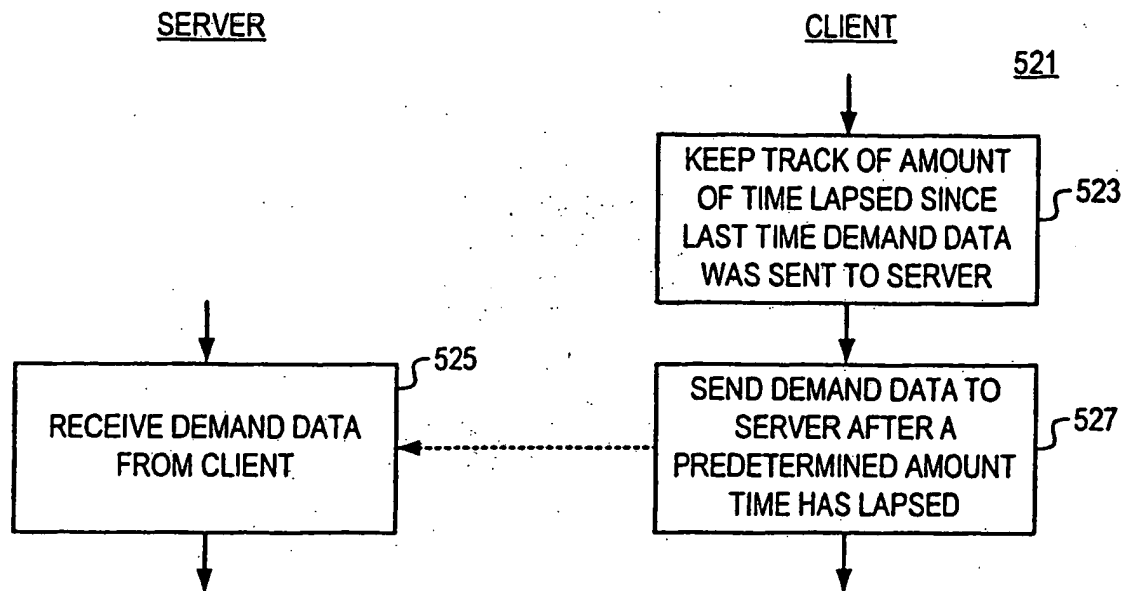 SERVER
CLIENT
521
KEEP TRACK OF AMOUNT
OF TIME LAPSED SINCE
LAST TIME DEMAND DATA
WAS SENT TO SERVER
523
525
RECEIVE DEMAND DATA
FROM CLIENT
SEND DEMAND DATA TO
SERVER AFTER A
PREDETERMINED AMOUNT
TIME HAS LAPSED
527